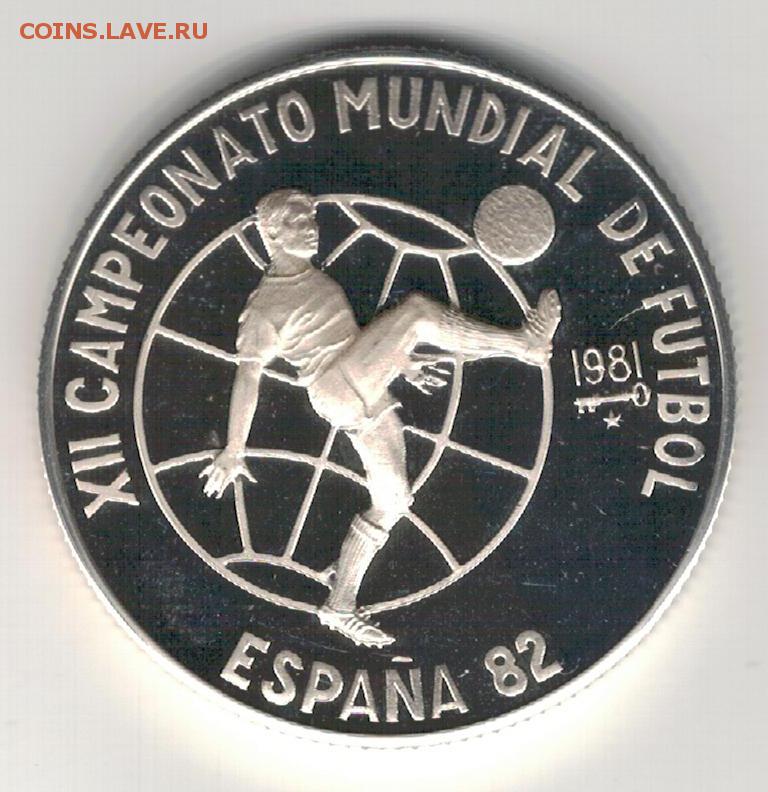 COINS.LAVE.RU
XII CAMPEONATO MUNDIAL DE FUTBOL
1981
ESPAÑA 82